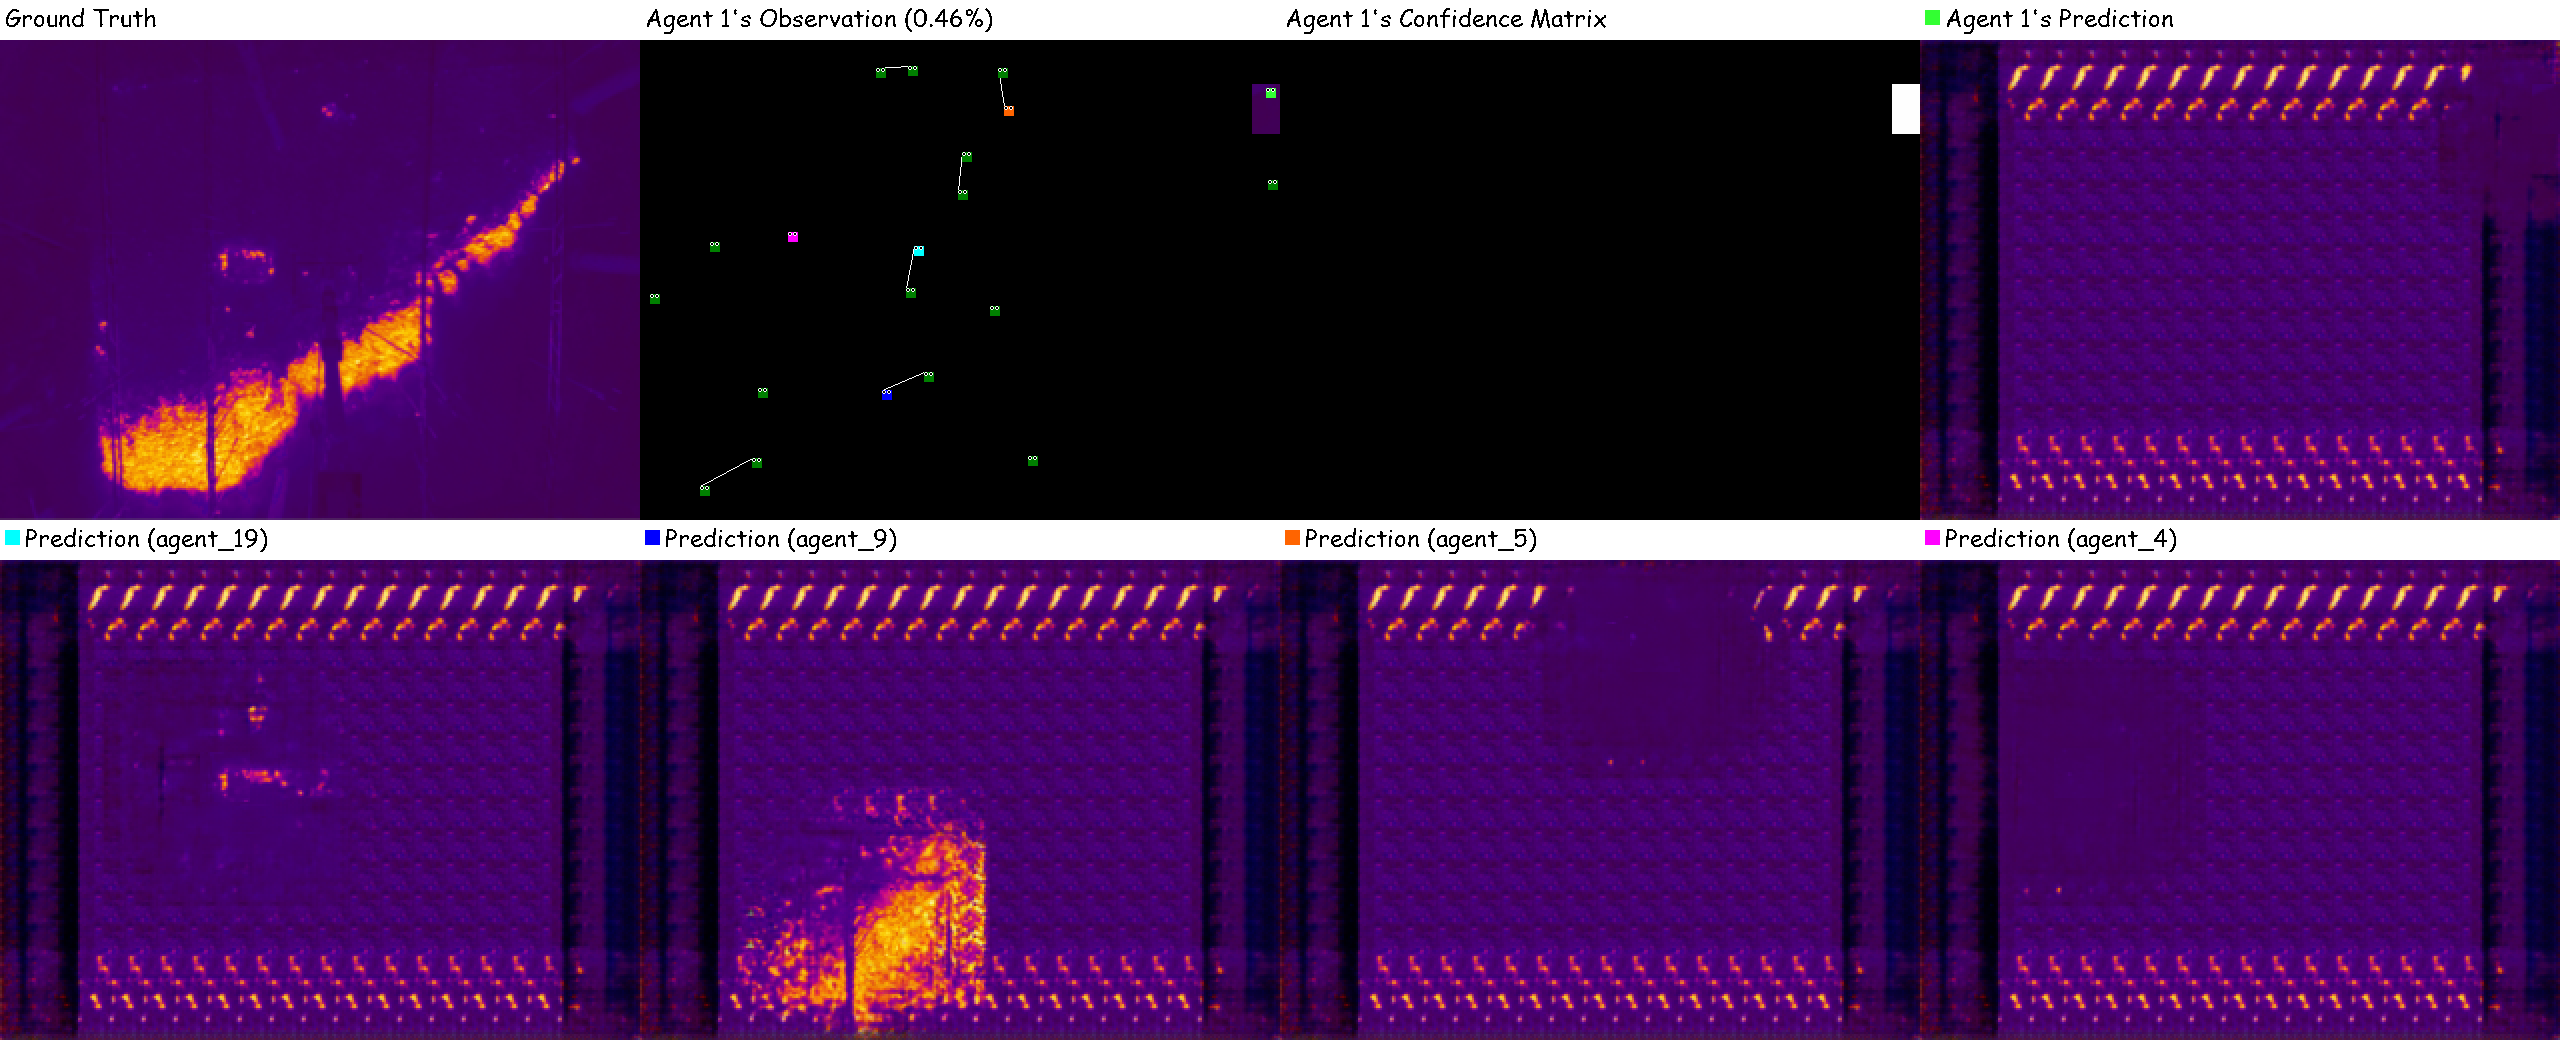 Ground Truth
Agent 1's Observation (0.46%)
Agent 1's Confidence Matrix
Agent 1's Prediction
Prediction (agent_19)
Prediction (agent_9)
Prediction (agent_5)
Prediction (agent_4)